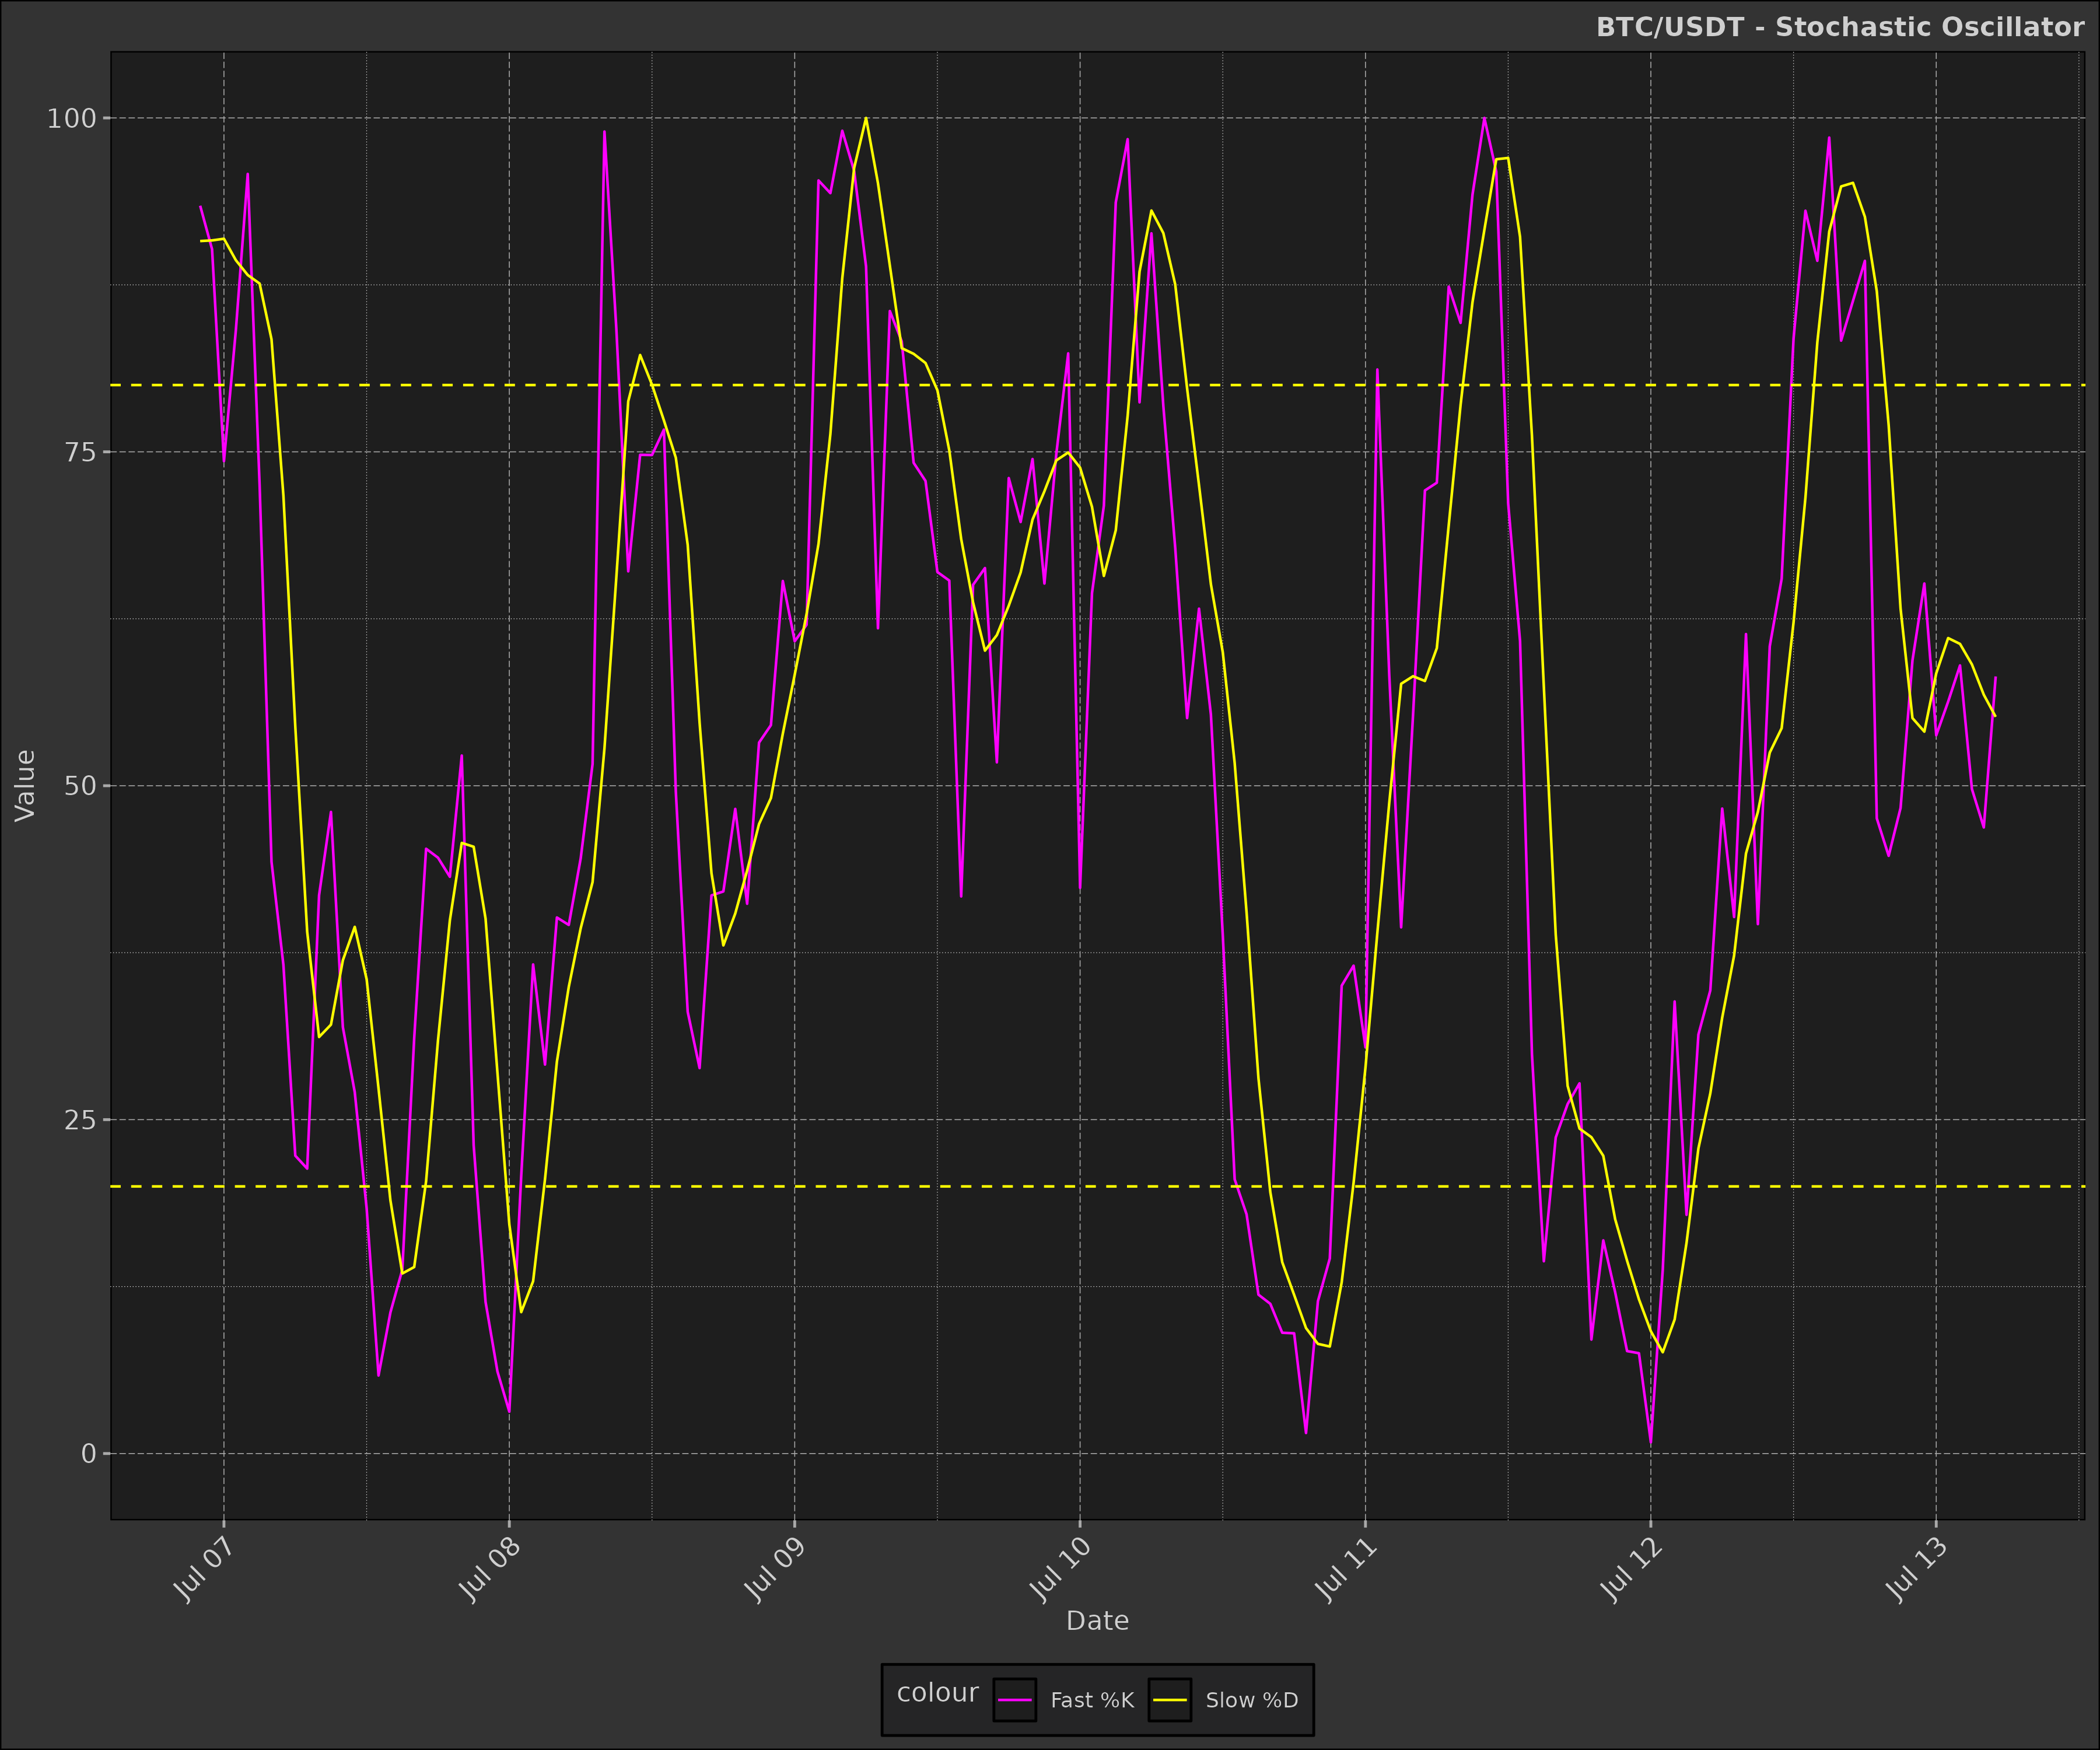 BTC/USDT - Stochastic Oscillator
100
75
50
25
0
Value
Jul 07
Jul 08
Jul 09
Jul 10
Jul 11
Jul 12
Jul 13
Date
colour Fast %K Slow %D